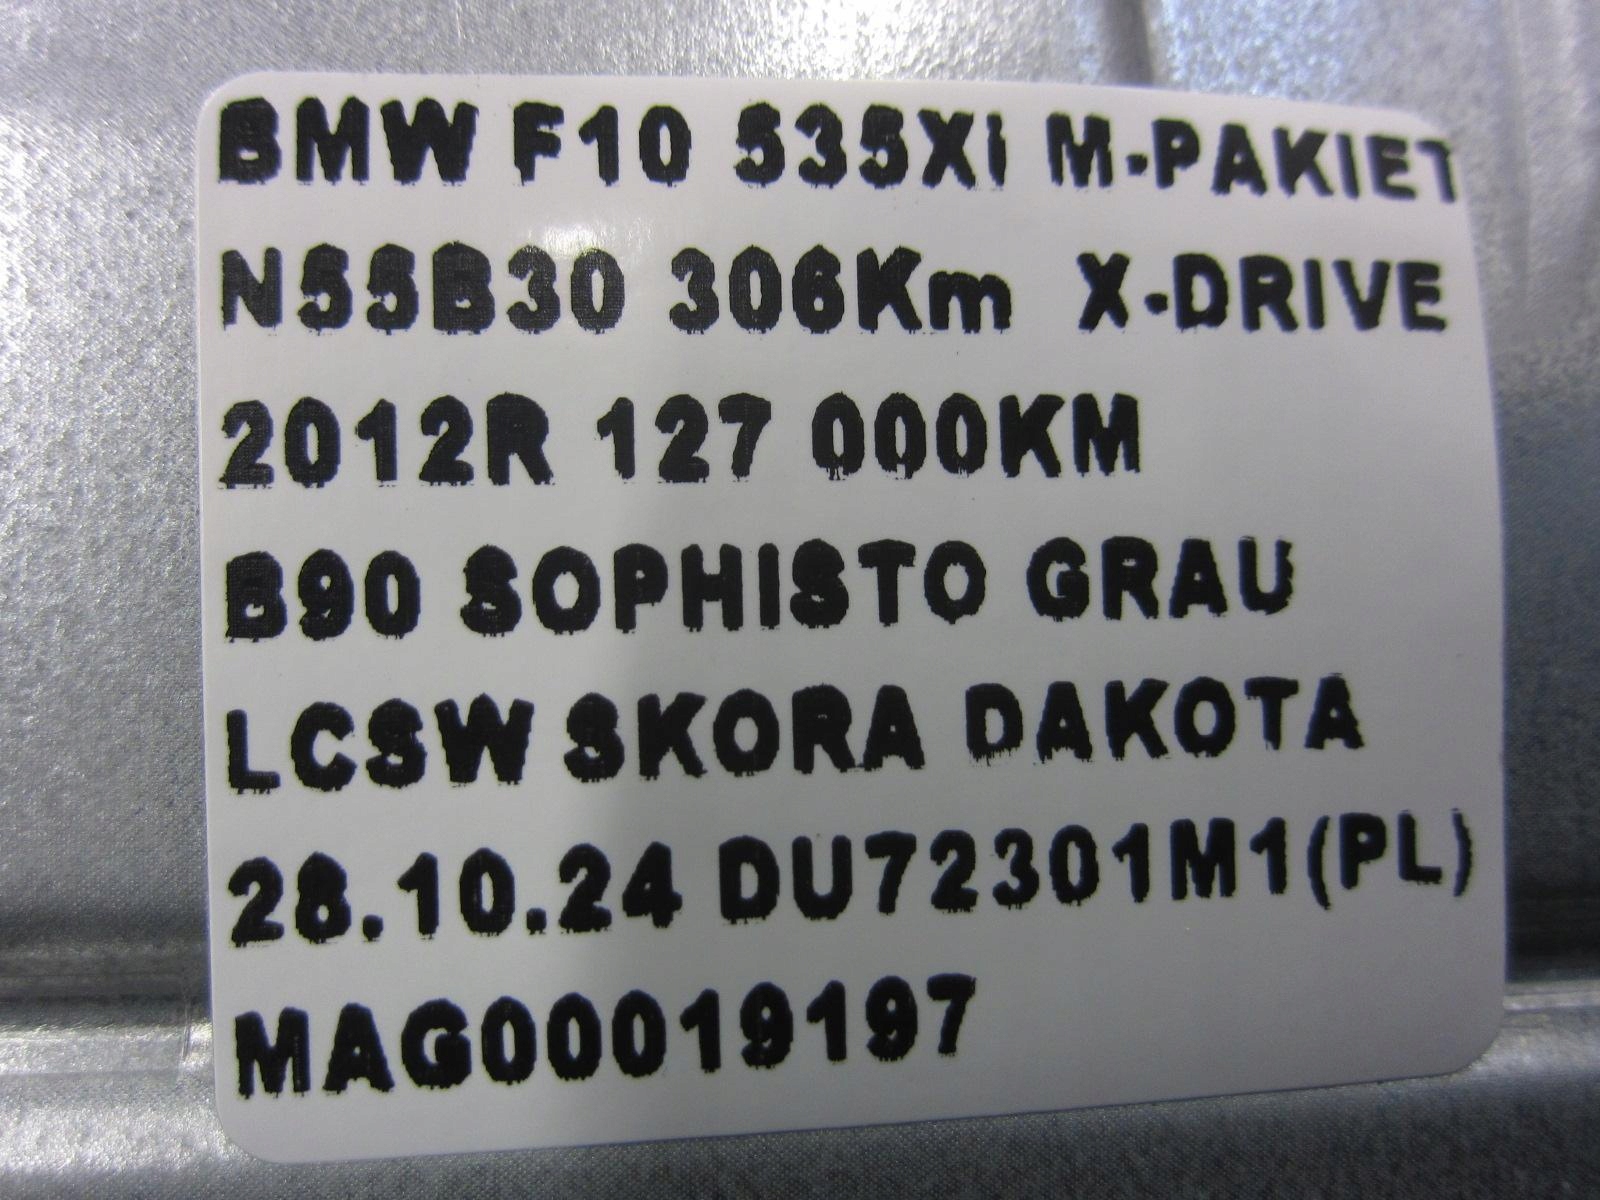 BMW F10 535Xi M-PAKIET
N55B30 306Km X-DRIVE
2012R 127 000KM
B90 SOPHISTO GRAU
LCSW SKORA DAKOTA
28.10.24 DU72301M1(PL)
MAG00019197